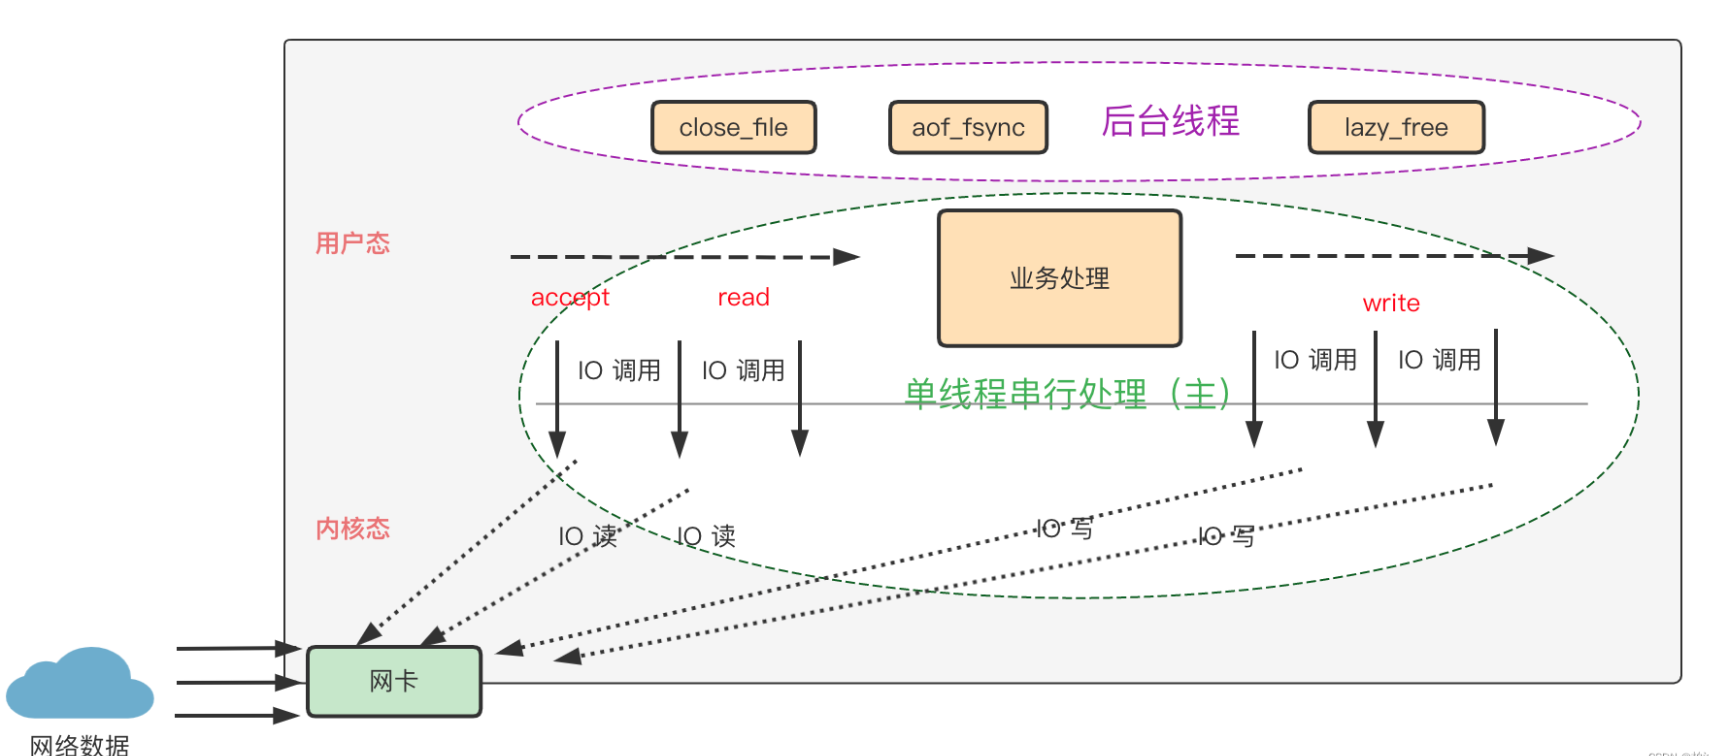 close_file
aof_fsync
后台线程
lazy_free
用户态
业务处理
accept
read
write
IO 调用
IO 调用
IO 调用
IO 调用
单线程串行处理（主）
内核态
IO 读
IO 读
IO 写
IO 写
网卡
网络数据